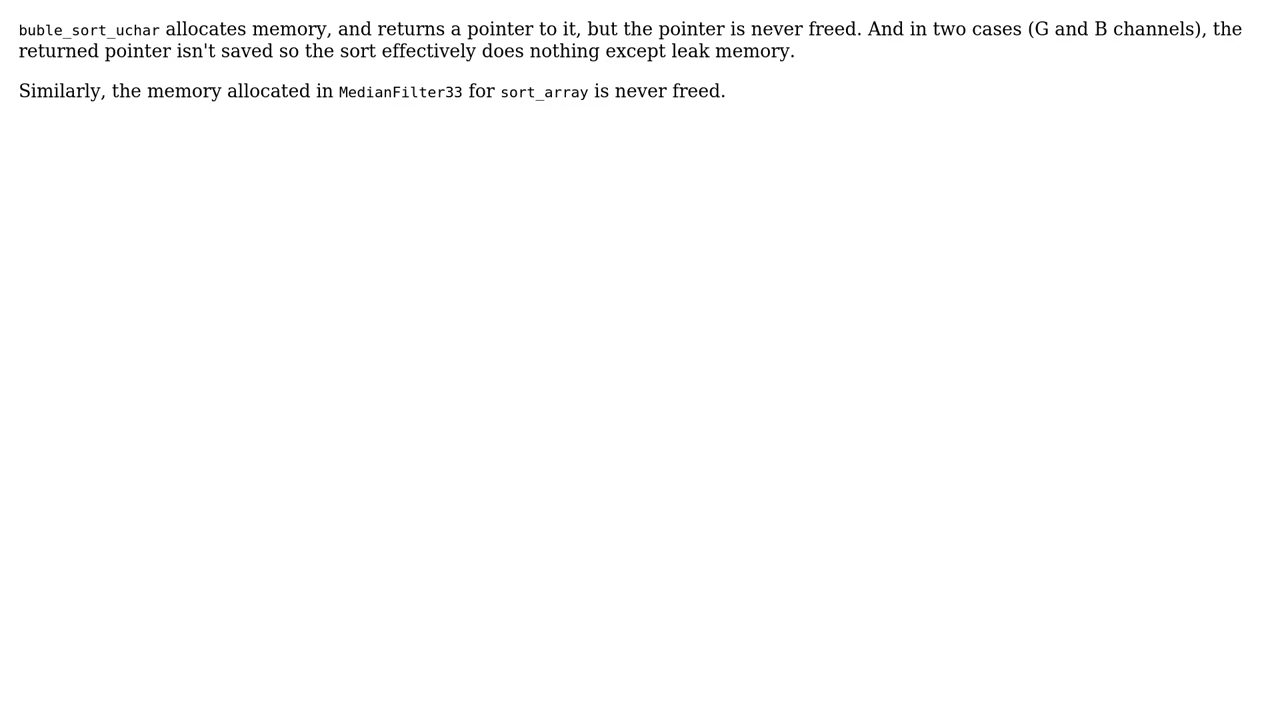 buble_sort_uchar allocates memory, and returns a pointer to it, but the pointer is never freed. And in two cases (G and B channels), the
returned pointer isn't saved so the sort effectively does nothing except leak memory.
Similarly, the memory allocated in MedianFilter33 for sort_array is never freed.